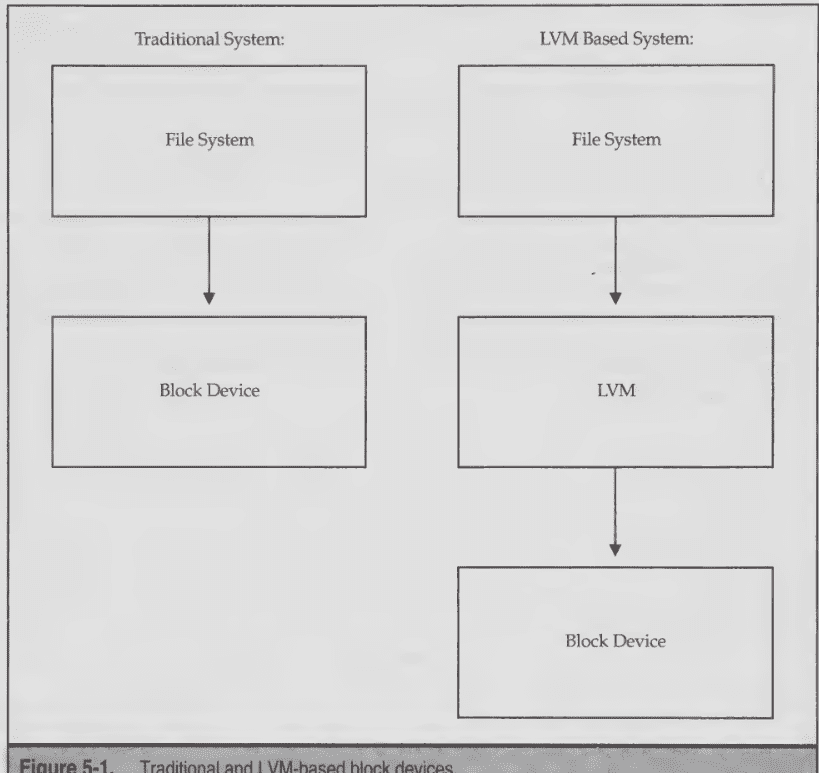 Traditional System:
File System
Block Device
LVM Based System:
File System
LVM
Block Device
Figure 5-1. Traditional and LVM-based block devices